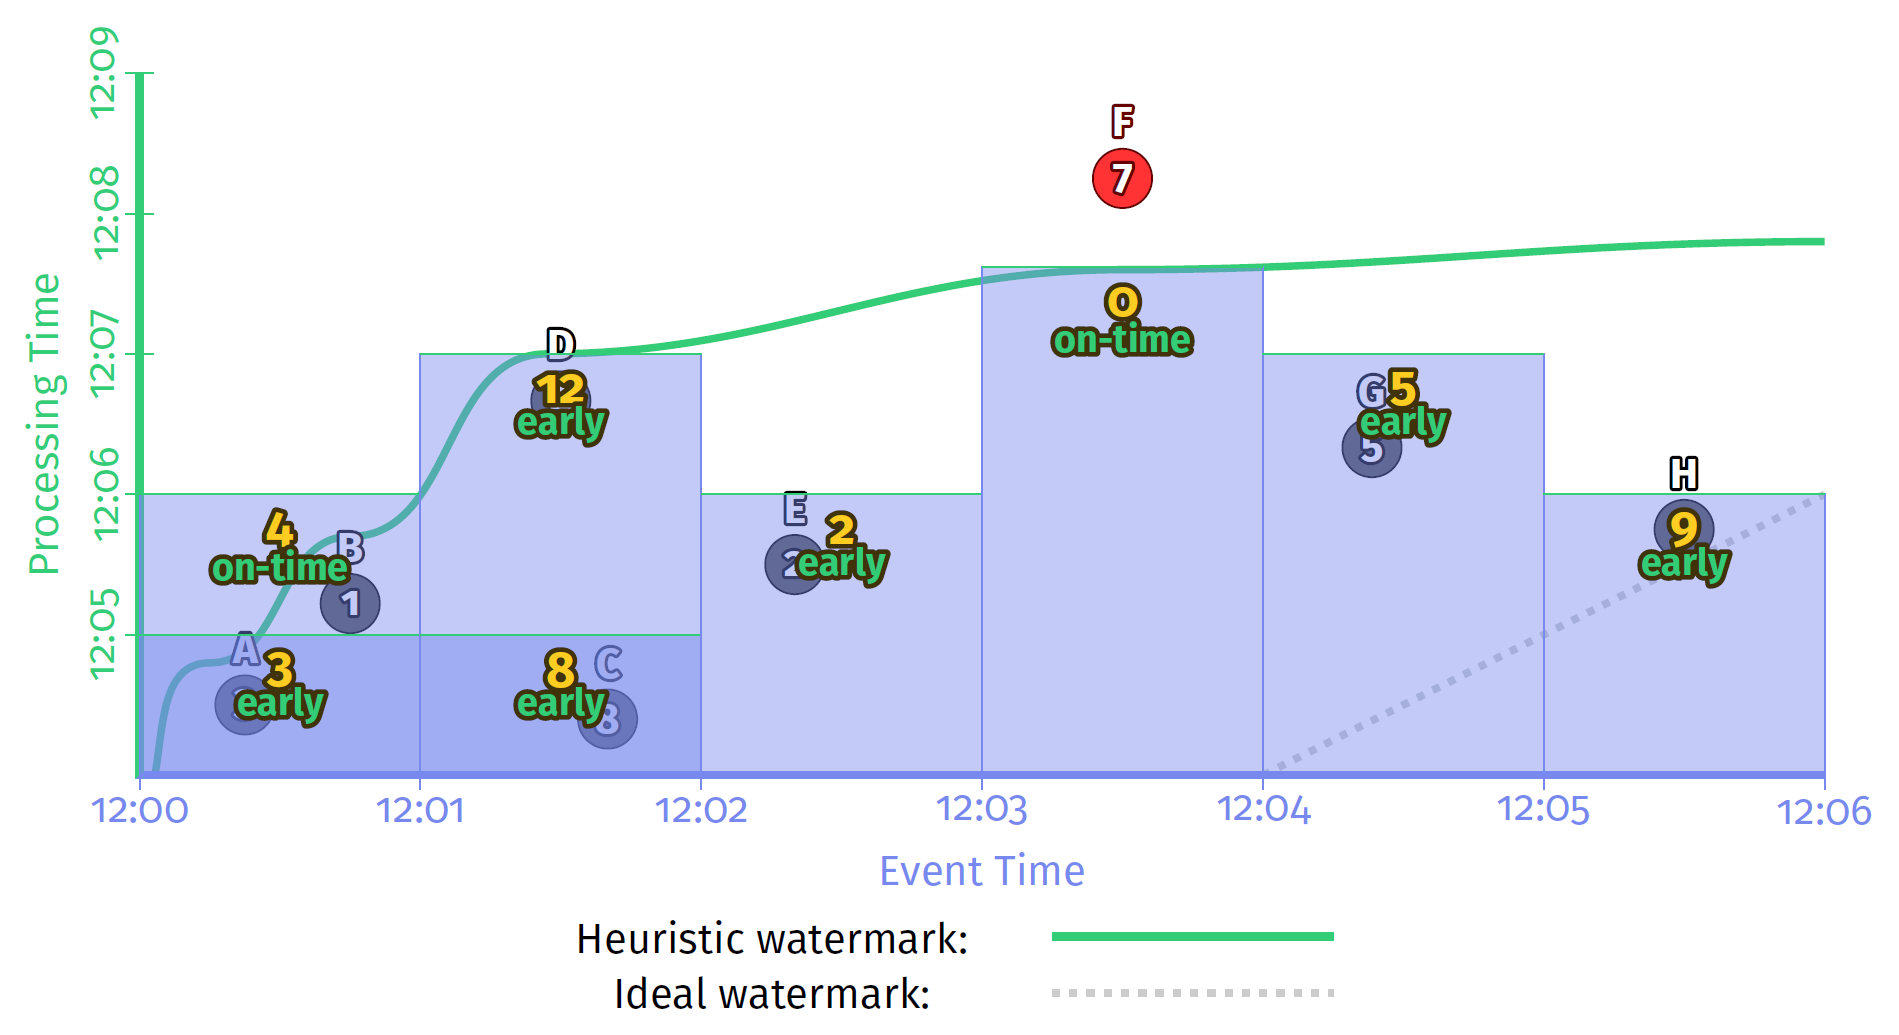 12:09
12:08
12:07
12:06
12:05
Processing Time
F
7
D
12
early
0
on-time
G
5
early
5
H
9
early
E
2
2
early
4
on-time
B
1
A
3
early
8
early
C
8
12:00
12:01
12:02
12:03
12:04
12:05
12:06
Event Time
Heuristic watermark:
Ideal watermark: